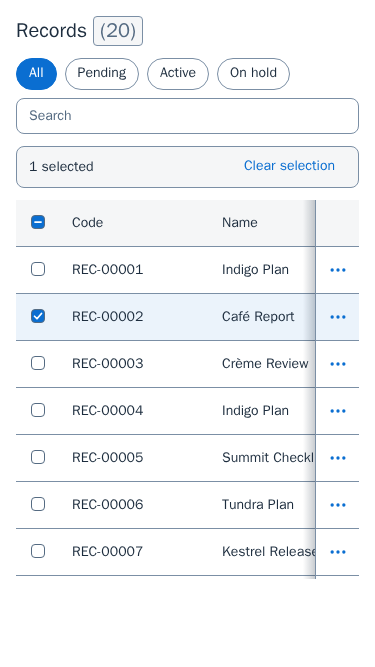 Records (20)
All Pending Active On hold
Search
1 selected Clear selection
Code Name
REC-00001 Indigo Plan
REC-00002 Café Report
REC-00003 Crème Review
REC-00004 Indigo Plan
REC-00005 Summit
REC-00006 Tundra Plan
REC-00007 Kestrel Release